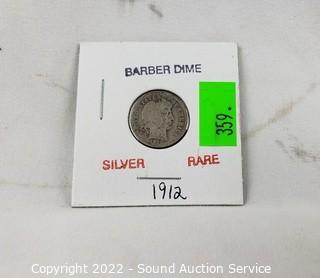 BARBER DIME
359.
SILVER RARE
1912
Copyright 2022 - Sound Auction Service